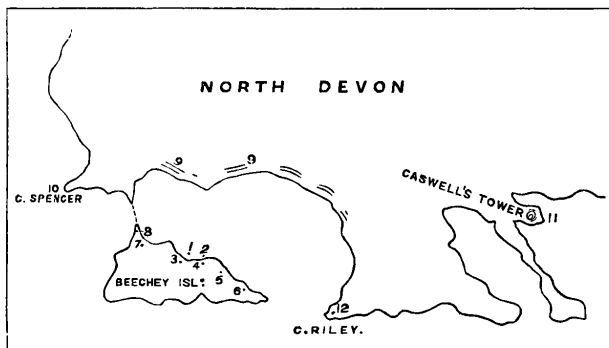 NORTH DEVON
9
9
CASWELL'S TOWER
11
10
C. SPENCER
8
7
1
2
3
4
5
BEECHEY ISLD.
6
12
C. RILEY.